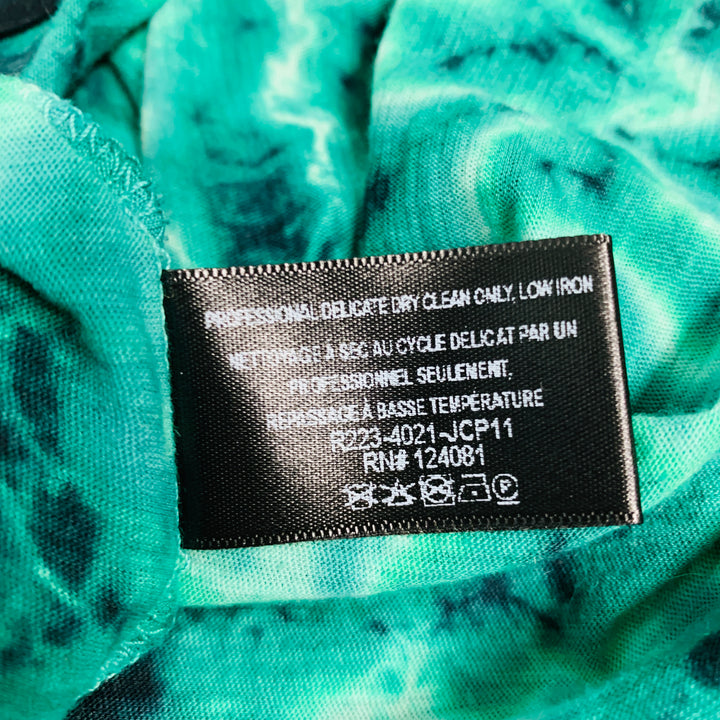 PROFESSIONAL DELICATE DRY CLEAN ONLY, LOW IRON
NETTOYAGE À SEC AU CYCLE DELICAT PAR UN
PROFESSIONNEL SEULEMENT,
REPASSAGE À BASSE TEMPÉRATURE
R223-4021-JCP11
RN# 124081
P